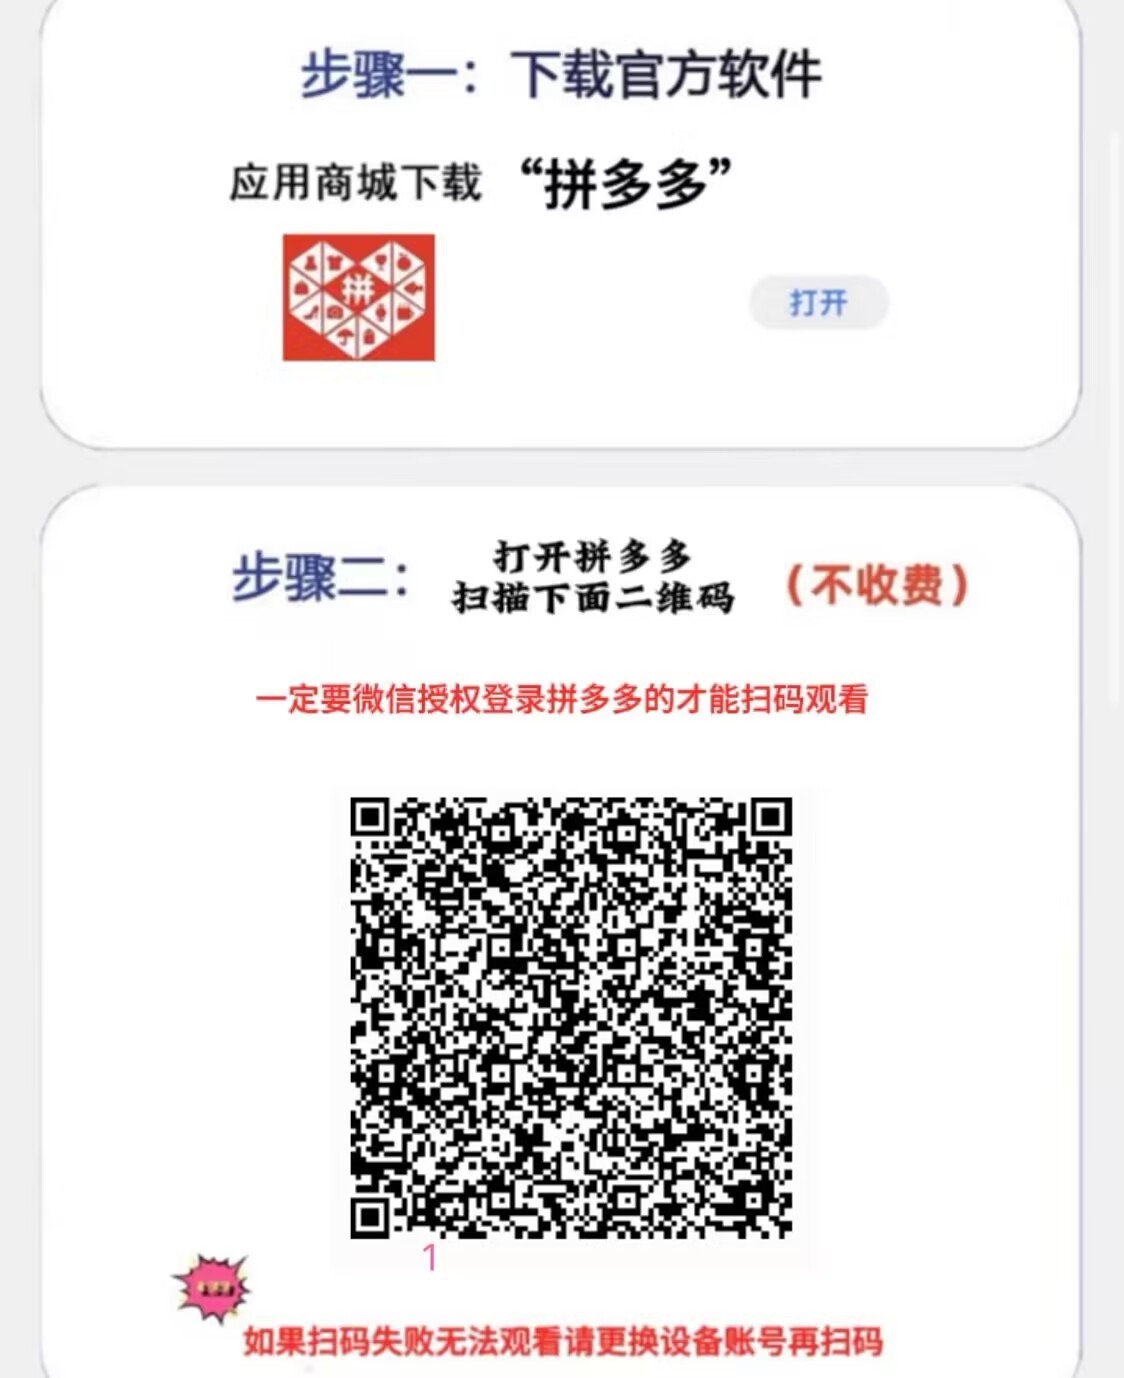 步骤一：下载官方软件
应用商城下载 “拼多多”
拼
打开
步骤二： 打开拼多多
扫描下面二维码 （不收费）
一定要微信授权登录拼多多的才能扫码观看
1
如果扫码失败无法观看请更换设备账号再扫码